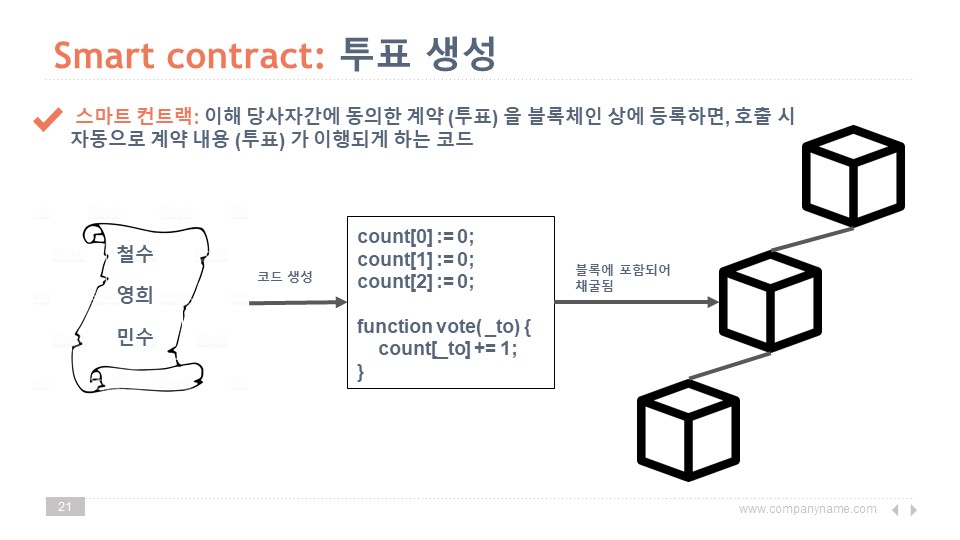 Smart contract: 투표 생성
스마트 컨트랙: 이해 당사자간에 동의한 계약 (투표) 을 블록체인 상에 등록하면, 호출 시
자동으로 계약 내용 (투표) 가 이행되게 하는 코드
철수
영희
민수
코드 생성
count[0] := 0;
count[1] := 0;
count[2] := 0;
function vote( _to) {
count[_to] += 1;
}
블록에 포함되어
채굴됨
21
www.companyname.com